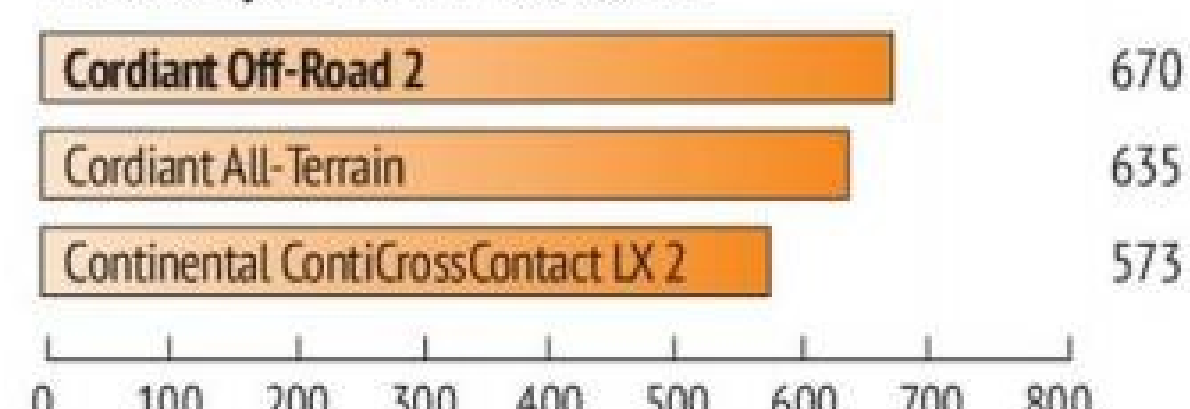 Cordiant Off-Road 2 670
Cordiant All-Terrain 635
Continental ContiCrossContact LX 2 573
0 100 200 300 400 500 600 700 800